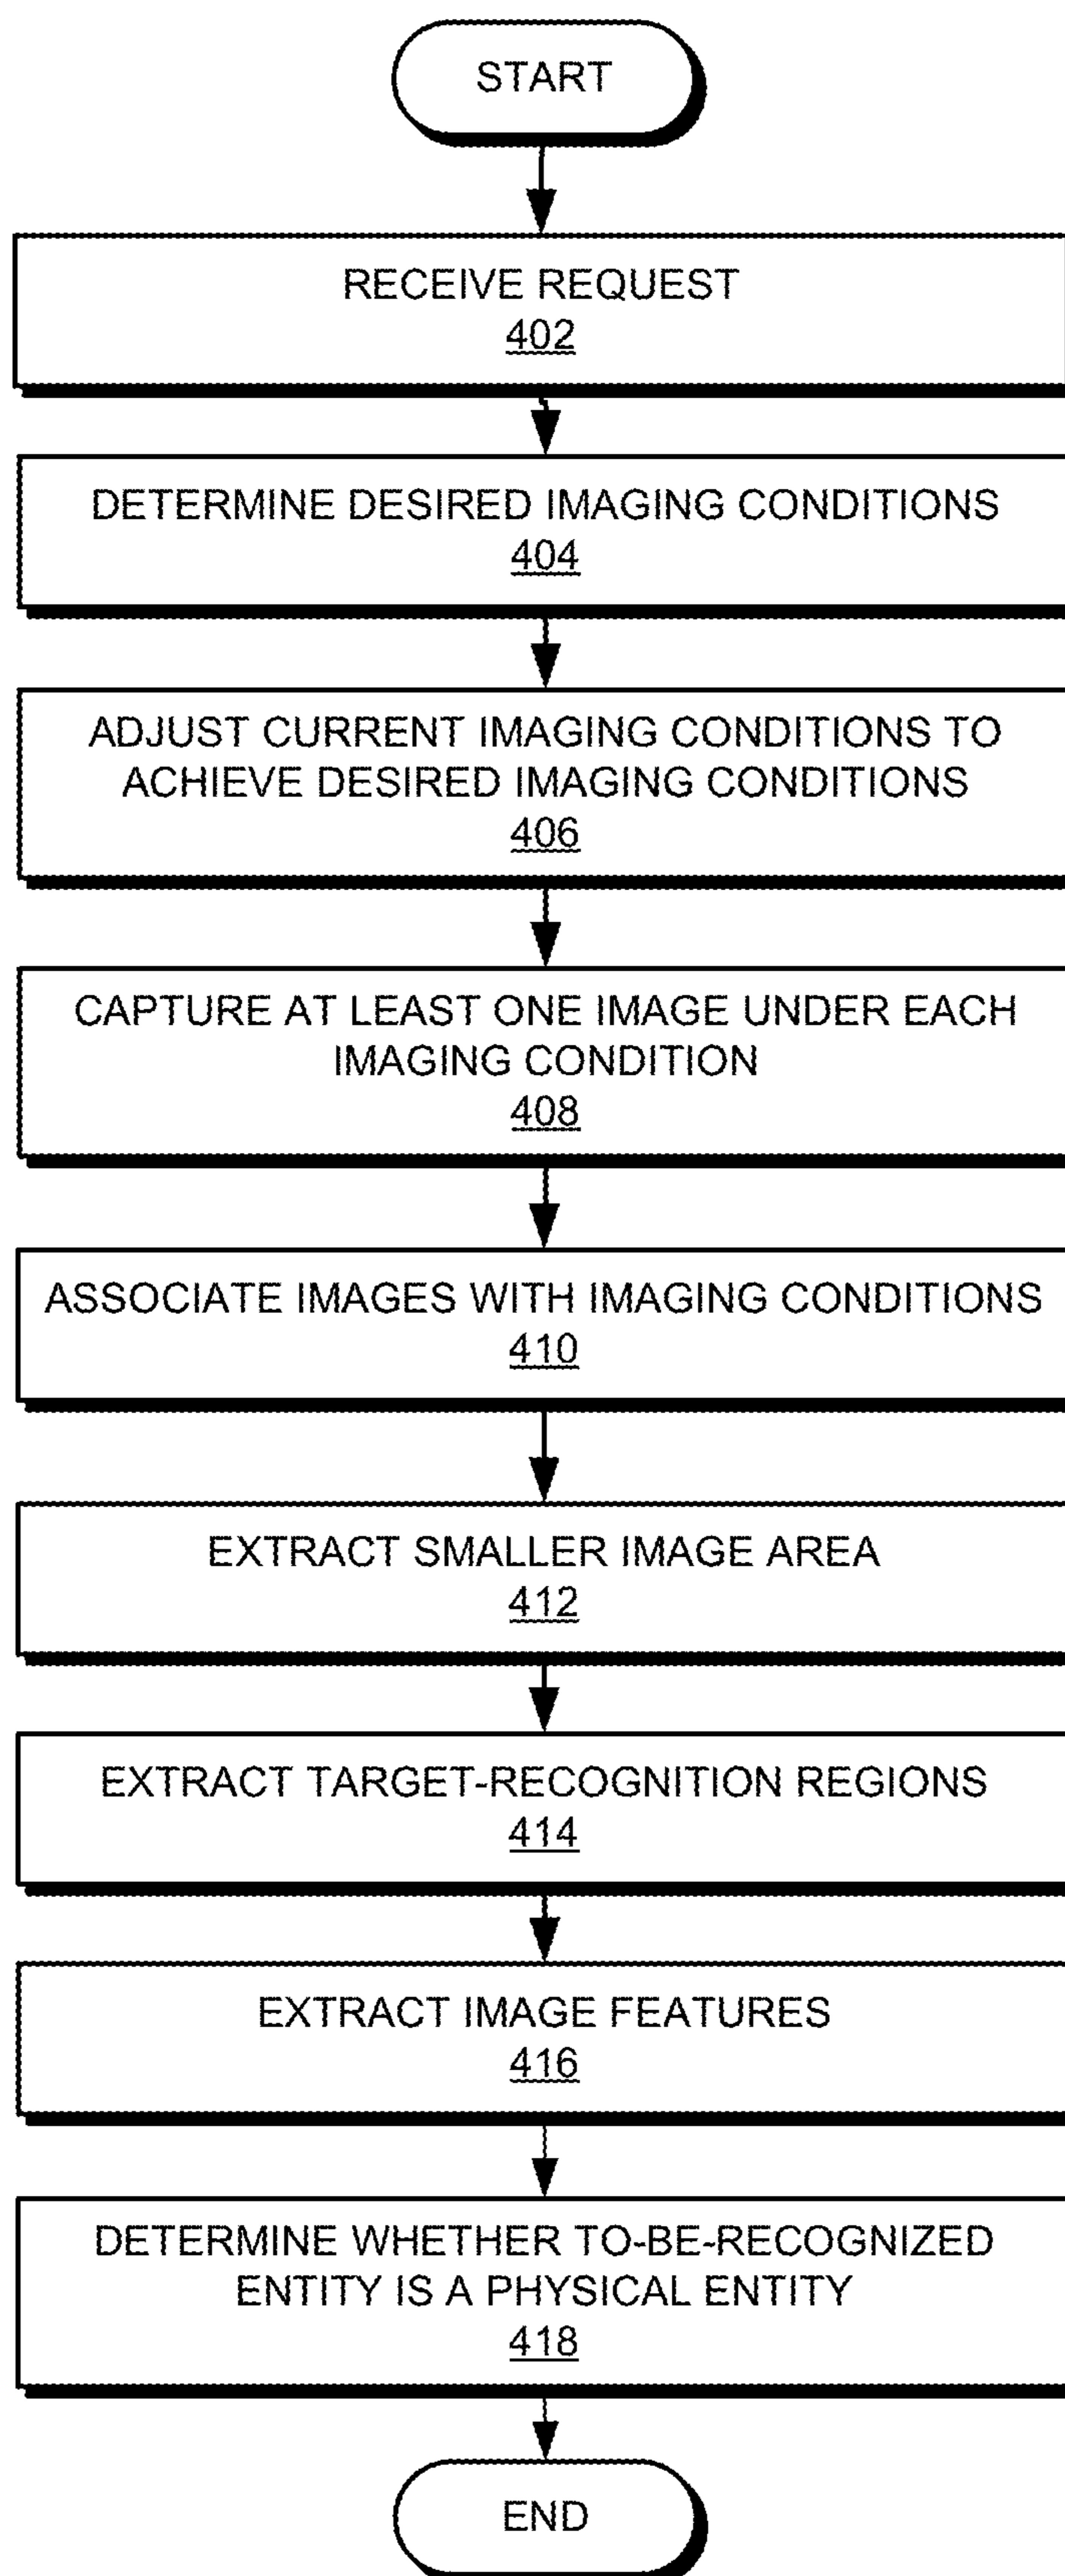 START
RECEIVE REQUEST
402
DETERMINE DESIRED IMAGING CONDITIONS
404
ADJUST CURRENT IMAGING CONDITIONS TO
ACHIEVE DESIRED IMAGING CONDITIONS
406
CAPTURE AT LEAST ONE IMAGE UNDER EACH
IMAGING CONDITION
408
ASSOCIATE IMAGES WITH IMAGING CONDITIONS
410
EXTRACT SMALLER IMAGE AREA
412
EXTRACT TARGET-RECOGNITION REGIONS
414
EXTRACT IMAGE FEATURES
416
DETERMINE WHETHER TO-BE-RECOGNIZED
ENTITY IS A PHYSICAL ENTITY
418
END